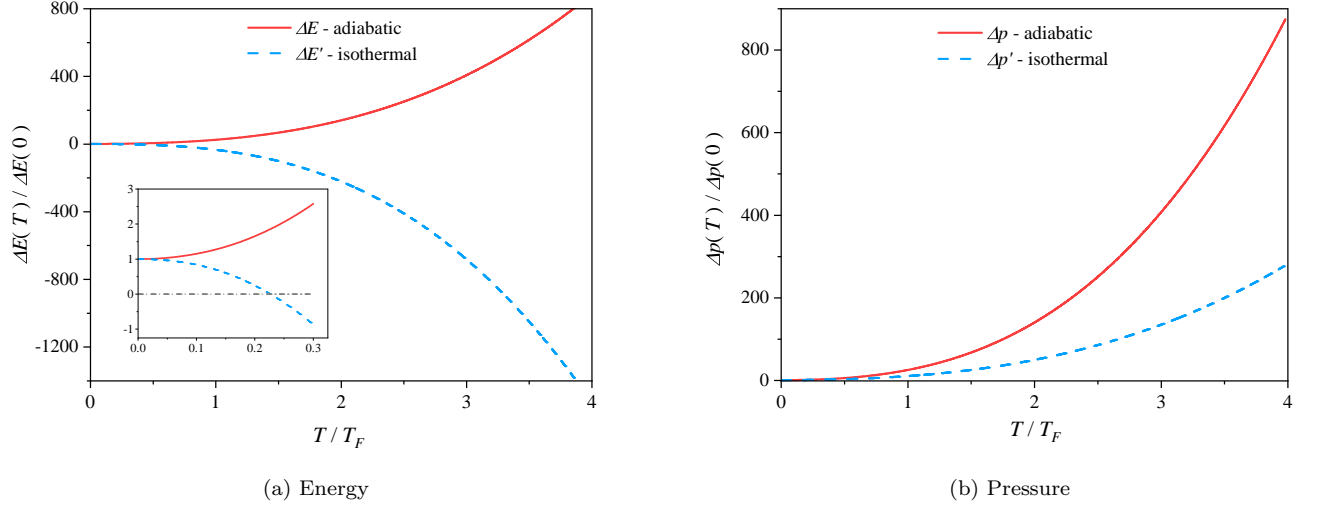 800
400
0
-400
-800
-1200
ΔE(T) / ΔE(0)
ΔE - adiabatic
ΔE' - isothermal
3
2
1
0
-1
0.0 0.1 0.2 0.3
0 1 2 3 4
T / T_F
(a) Energy
800
600
400
200
0
Δp(T) / Δp(0)
Δp - adiabatic
Δp' - isothermal
0 1 2 3 4
T / T_F
(b) Pressure